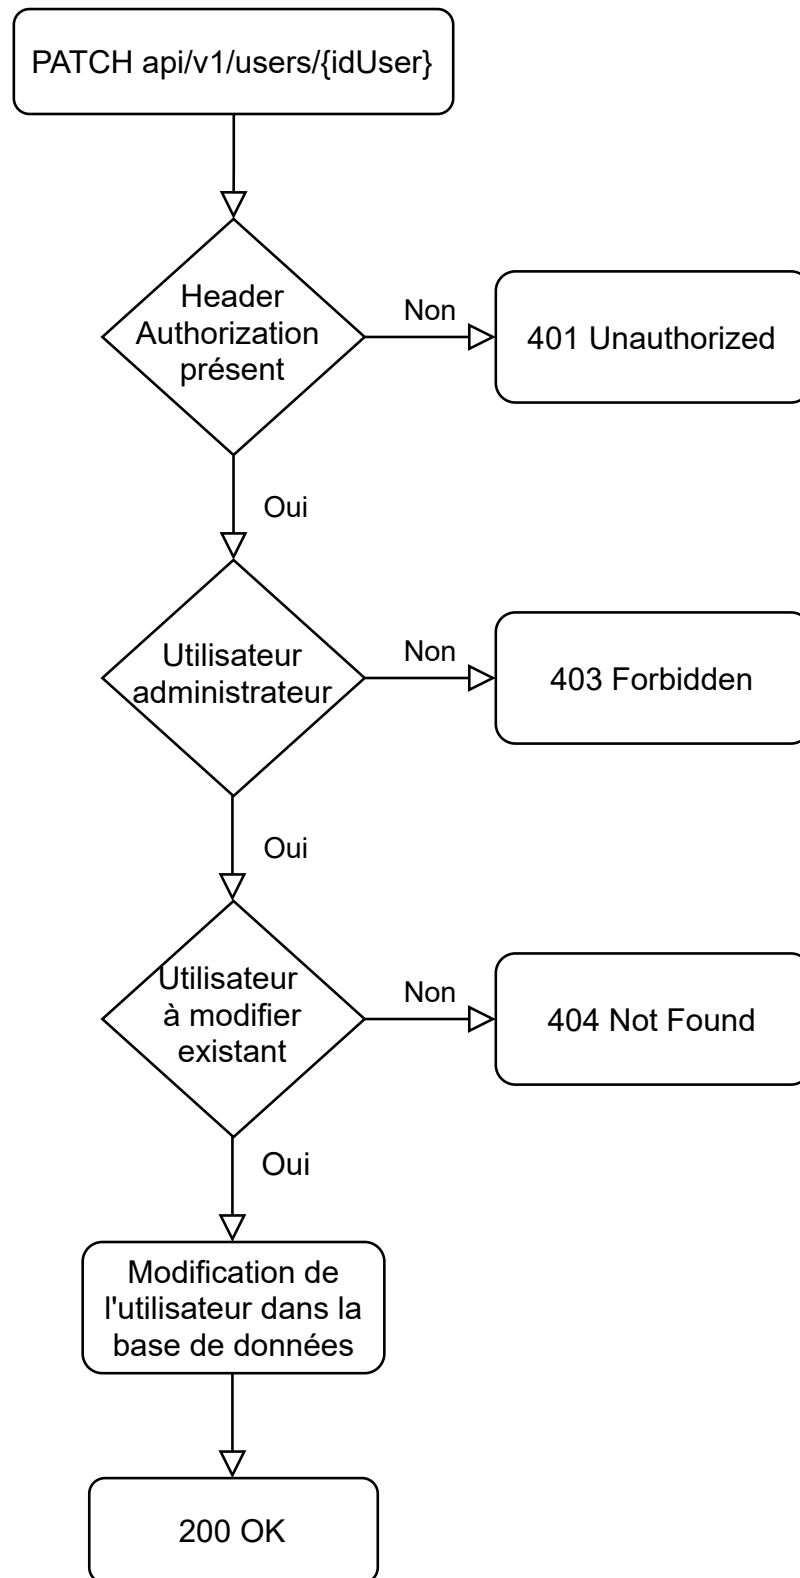 PATCH api/v1/users/{idUser}
Header
Authorization
présent
Non
401 Unauthorized
Oui
Utilisateur
administrateur
Non
403 Forbidden
Oui
Utilisateur
à modifier
existant
Non
404 Not Found
Oui
Modification de
l'utilisateur dans la
base de données
200 OK